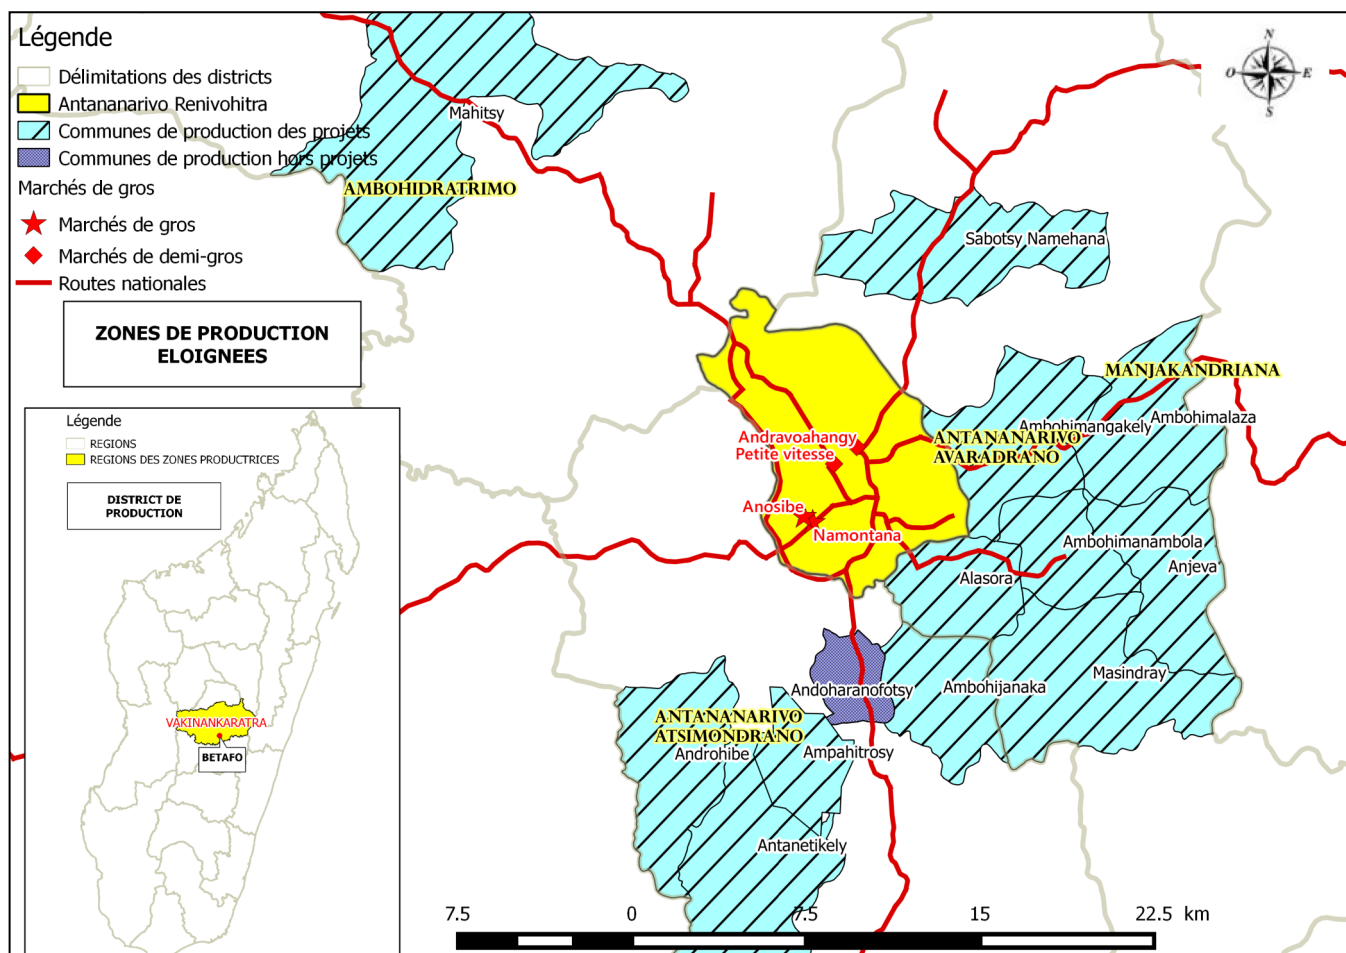 Légende
Délimitations des districts
Antananarivo Renivohitra
Communes de production des projets
Communes de production hors projets
Marchés de gros
Marchés de gros
Marchés de demi-gros
Routes nationales
ZONES DE PRODUCTION
ELOIGNEES
Légende
REGIONS
REGIONS DES ZONES PRODUCTRICES
DISTRICT DE
PRODUCTION
VAKINANKARATRA
BETAFO
N
O
E
S
Mahitsy
AMBOHIDRATRIMO
Sabotsy Namehana
MANJAKANDRIANA
Ambohimalaza
Ambohimangakely
ANTANANARIVO
AVARADRANO
Andravoahangy
Petite vitesse
Anosibe
Namontana
Ambohimanambola
Anjeva
Alasora
Masindray
Ambohijanaka
Andoharanofotsy
ANTANANARIVO
ATSIMONDRANO
Androhibe
Ampahitrosy
Antanetikely
7.5 0 7.5 15 22.5 km